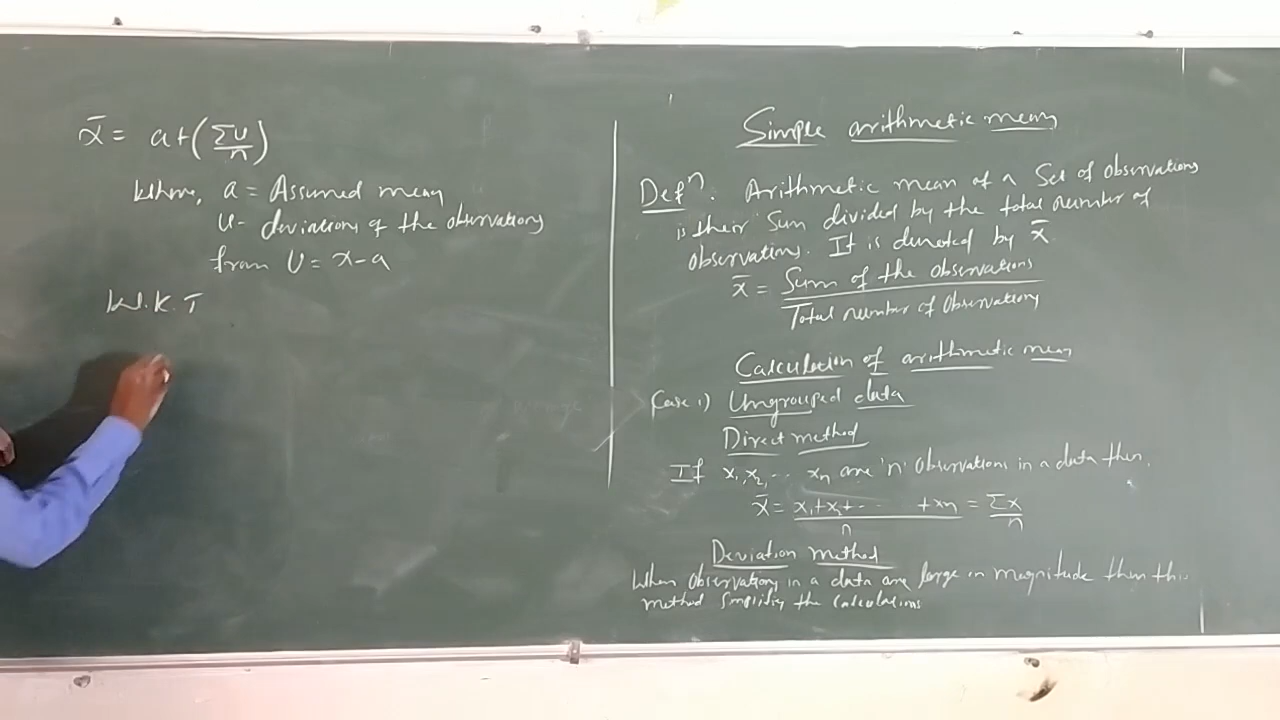 x̄ = a+(Σu/n)
Where, a = Assumed mean
u - deviations of the observations
from U = x-a
W.K.T
Simple arithmetic mean
Defⁿ: Arithmetic mean of a Set of observations
is their Sum divided by the total number of
observations. It is denoted by x̄
x̄ = Sum of the observations / Total number of observations
Calculation of arithmetic mean
Case 1) Ungrouped data
Direct method
If x₁, x₂, ... xn are 'n' Observations in a data then,
x̄ = x₁+x₂+... +xn / n = Σx/n
Deviation method
When Observations in a data are large in magnitude then this
method simplifies the calculations